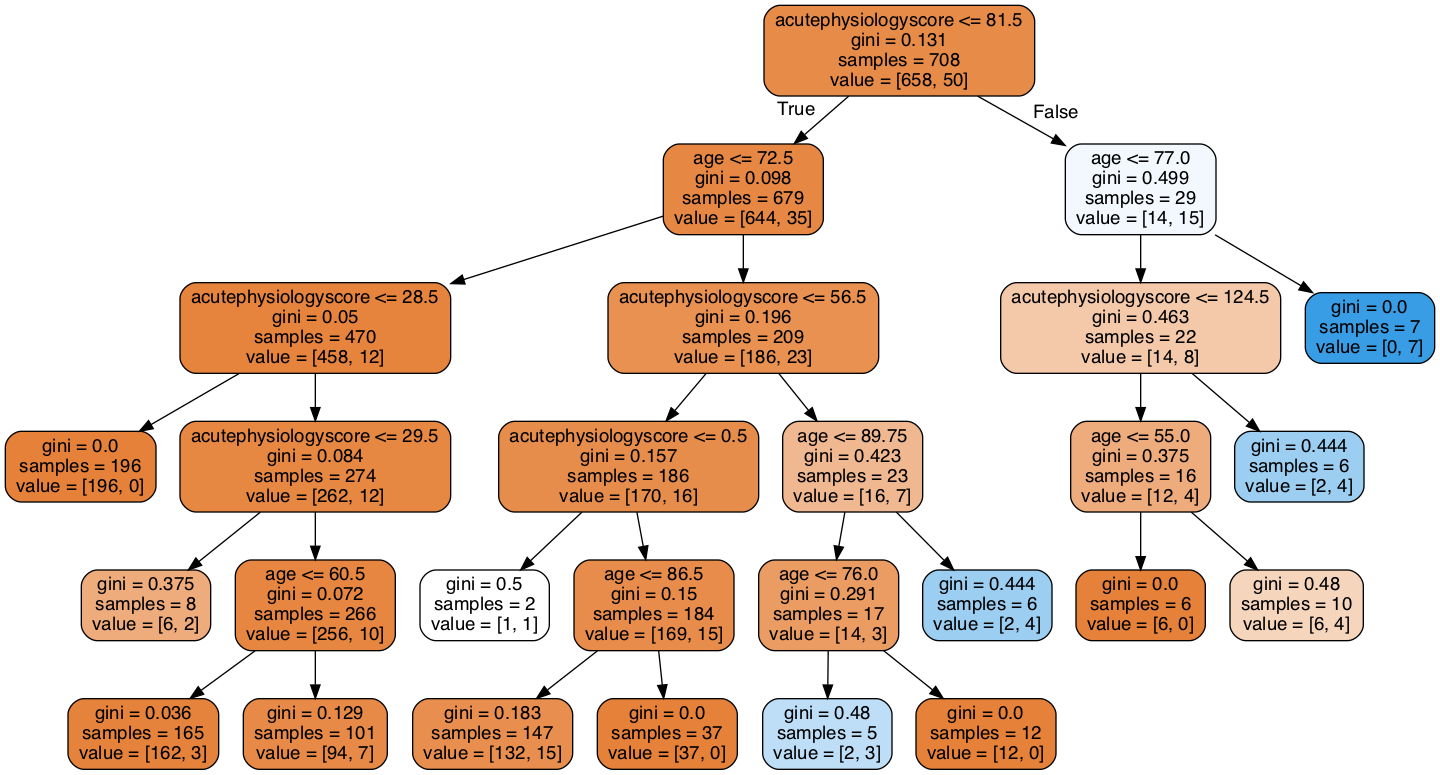 acutephysiologyscore <= 81.5
gini = 0.131
samples = 708
value = [658, 50]
True
False
age <= 72.5
gini = 0.098
samples = 679
value = [644, 35]
age <= 77.0
gini = 0.499
samples = 29
value = [14, 15]
acutephysiologyscore <= 28.5
gini = 0.05
samples = 470
value = [458, 12]
acutephysiologyscore <= 56.5
gini = 0.196
samples = 209
value = [186, 23]
acutephysiologyscore <= 124.5
gini = 0.463
samples = 22
value = [14, 8]
gini = 0.0
samples = 7
value = [0, 7]
gini = 0.0
samples = 196
value = [196, 0]
acutephysiologyscore <= 29.5
gini = 0.084
samples = 274
value = [262, 12]
acutephysiologyscore <= 0.5
gini = 0.157
samples = 186
value = [170, 16]
age <= 89.75
gini = 0.423
samples = 23
value = [16, 7]
age <= 55.0
gini = 0.375
samples = 16
value = [12, 4]
gini = 0.444
samples = 6
value = [2, 4]
gini = 0.375
samples = 8
value = [6, 2]
age <= 60.5
gini = 0.072
samples = 266
value = [256, 10]
gini = 0.5
samples = 2
value = [1, 1]
age <= 86.5
gini = 0.15
samples = 184
value = [169, 15]
age <= 76.0
gini = 0.291
samples = 17
value = [14, 3]
gini = 0.444
samples = 6
value = [2, 4]
gini = 0.0
samples = 6
value = [6, 0]
gini = 0.48
samples = 10
value = [6, 4]
gini = 0.036
samples = 165
value = [162, 3]
gini = 0.129
samples = 101
value = [94, 7]
gini = 0.183
samples = 147
value = [132, 15]
gini = 0.0
samples = 37
value = [37, 0]
gini = 0.48
samples = 5
value = [2, 3]
gini = 0.0
samples = 12
value = [12, 0]